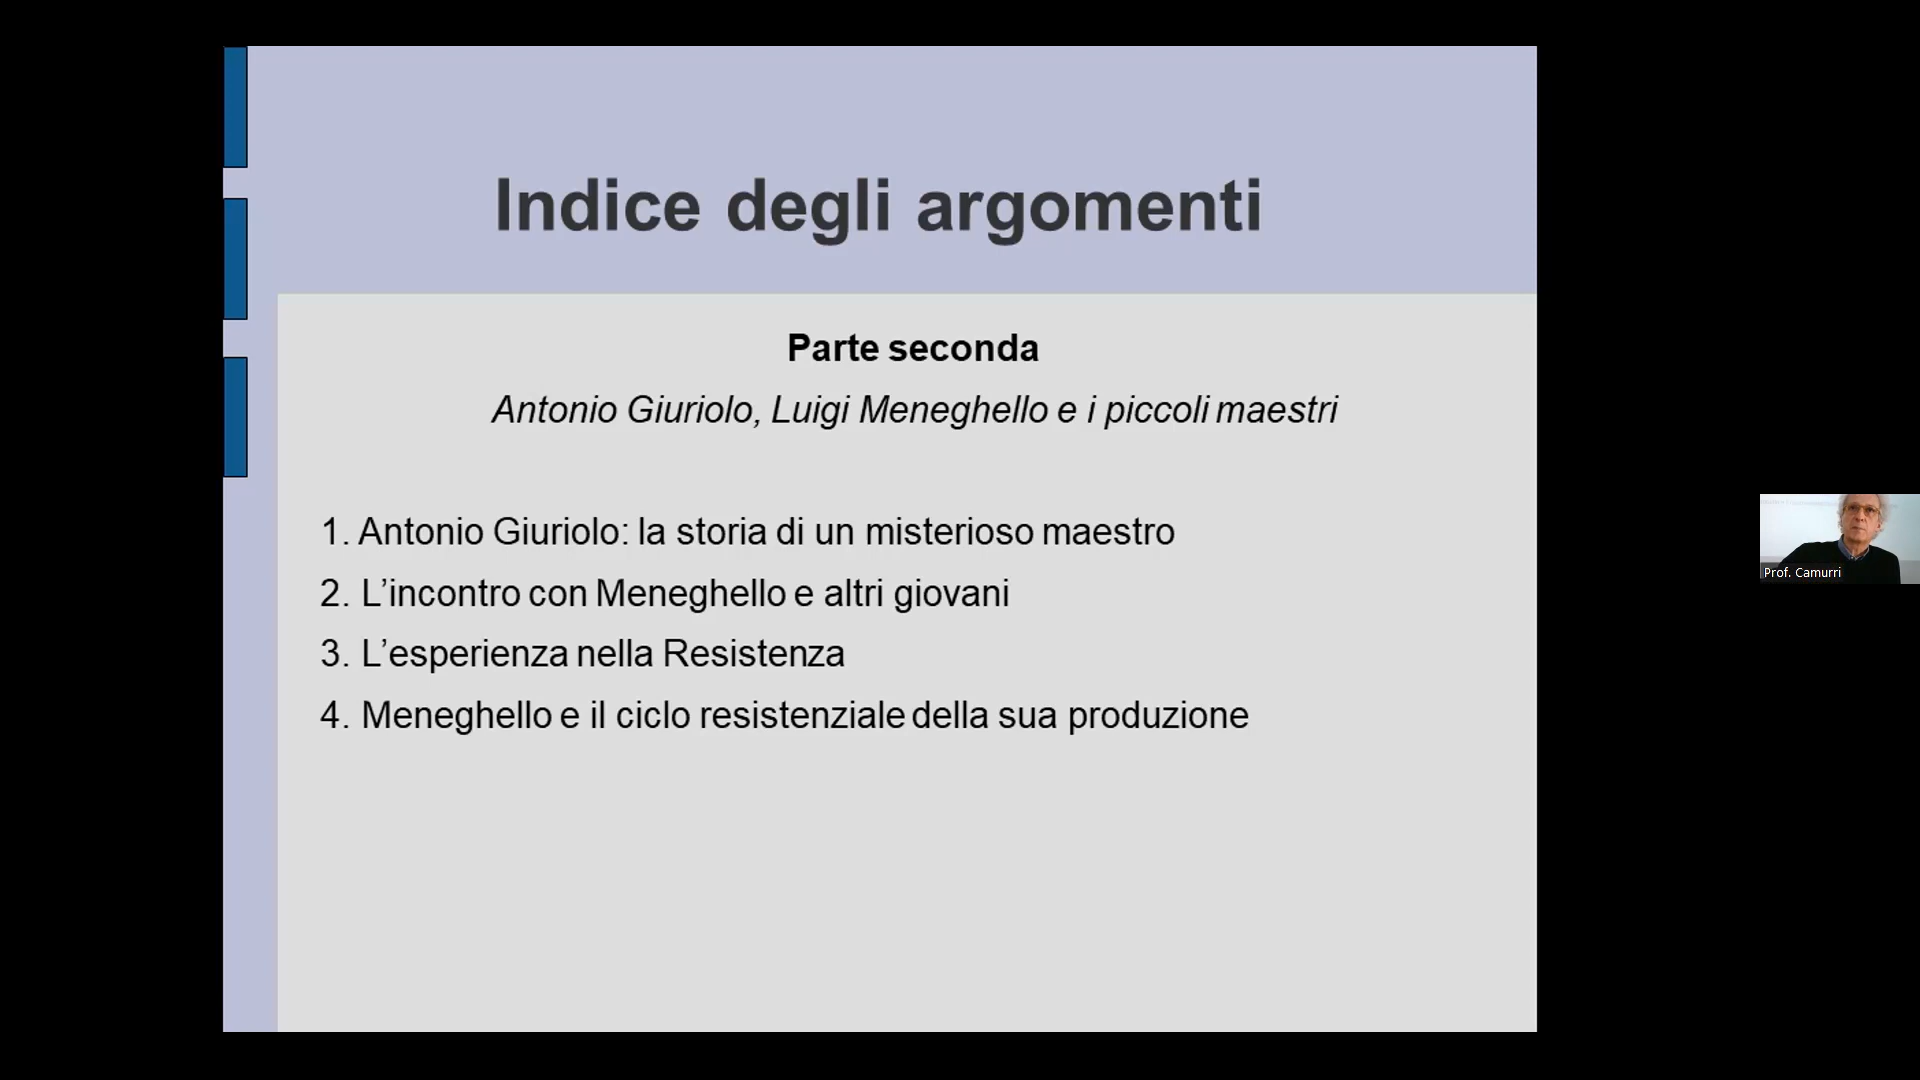 Indice degli argomenti
Parte seconda
Antonio Giuriolo, Luigi Meneghello e i piccoli maestri
1. Antonio Giuriolo: la storia di un misterioso maestro
2. L’incontro con Meneghello e altri giovani
3. L’esperienza nella Resistenza
4. Meneghello e il ciclo resistenziale della sua produzione
Prof. Camurri